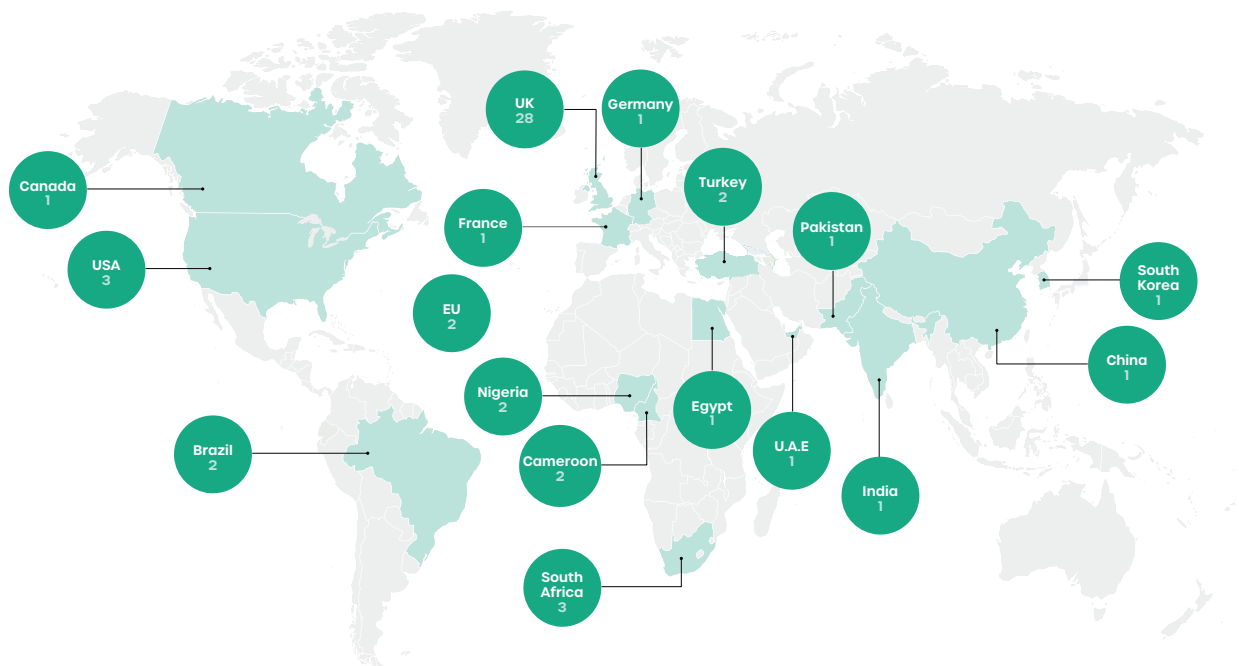 UK
28
Germany
1
Canada
1
Turkey
2
France
1
Pakistan
1
USA
3
South
Korea
1
EU
2
China
1
Nigeria
2
Egypt
1
Brazil
2
Cameroon
2
U.A.E
1
India
1
South
Africa
3